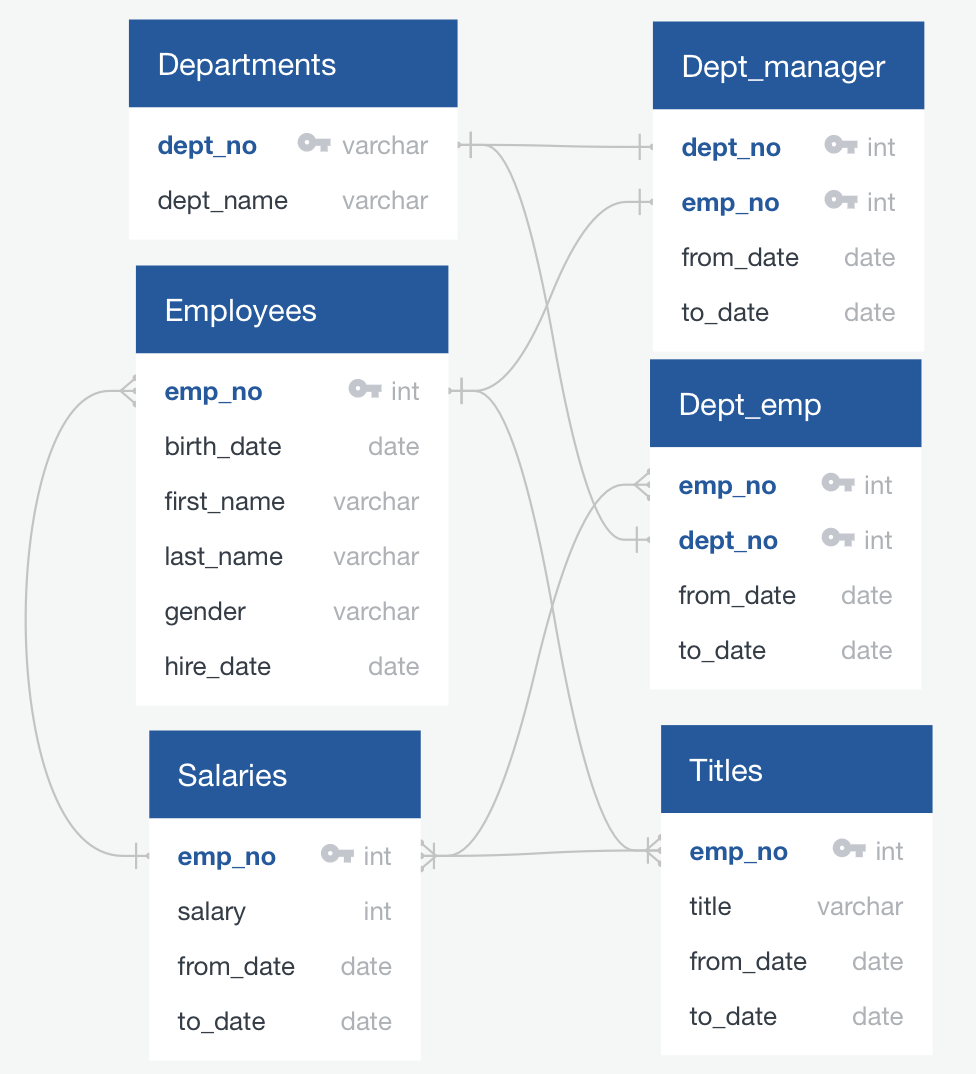 Departments
dept_no varchar
dept_name varchar
Employees
emp_no int
birth_date date
first_name varchar
last_name varchar
gender varchar
hire_date date
Salaries
emp_no int
salary int
from_date date
to_date date
Dept_manager
dept_no int
emp_no int
from_date date
to_date date
Dept_emp
emp_no int
dept_no int
from_date date
to_date date
Titles
emp_no int
title varchar
from_date date
to_date date